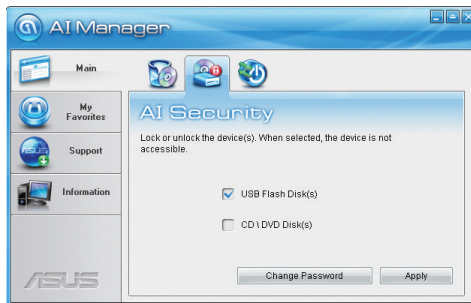 AI Manager
Main
My
Favorites
Support
Information
AI Security
Lock or unlock the device(s). When selected, the device is not
accessible.
USB Flash Disk(s)
CD \ DVD Disk(s)
Change Password
Apply
ASUS